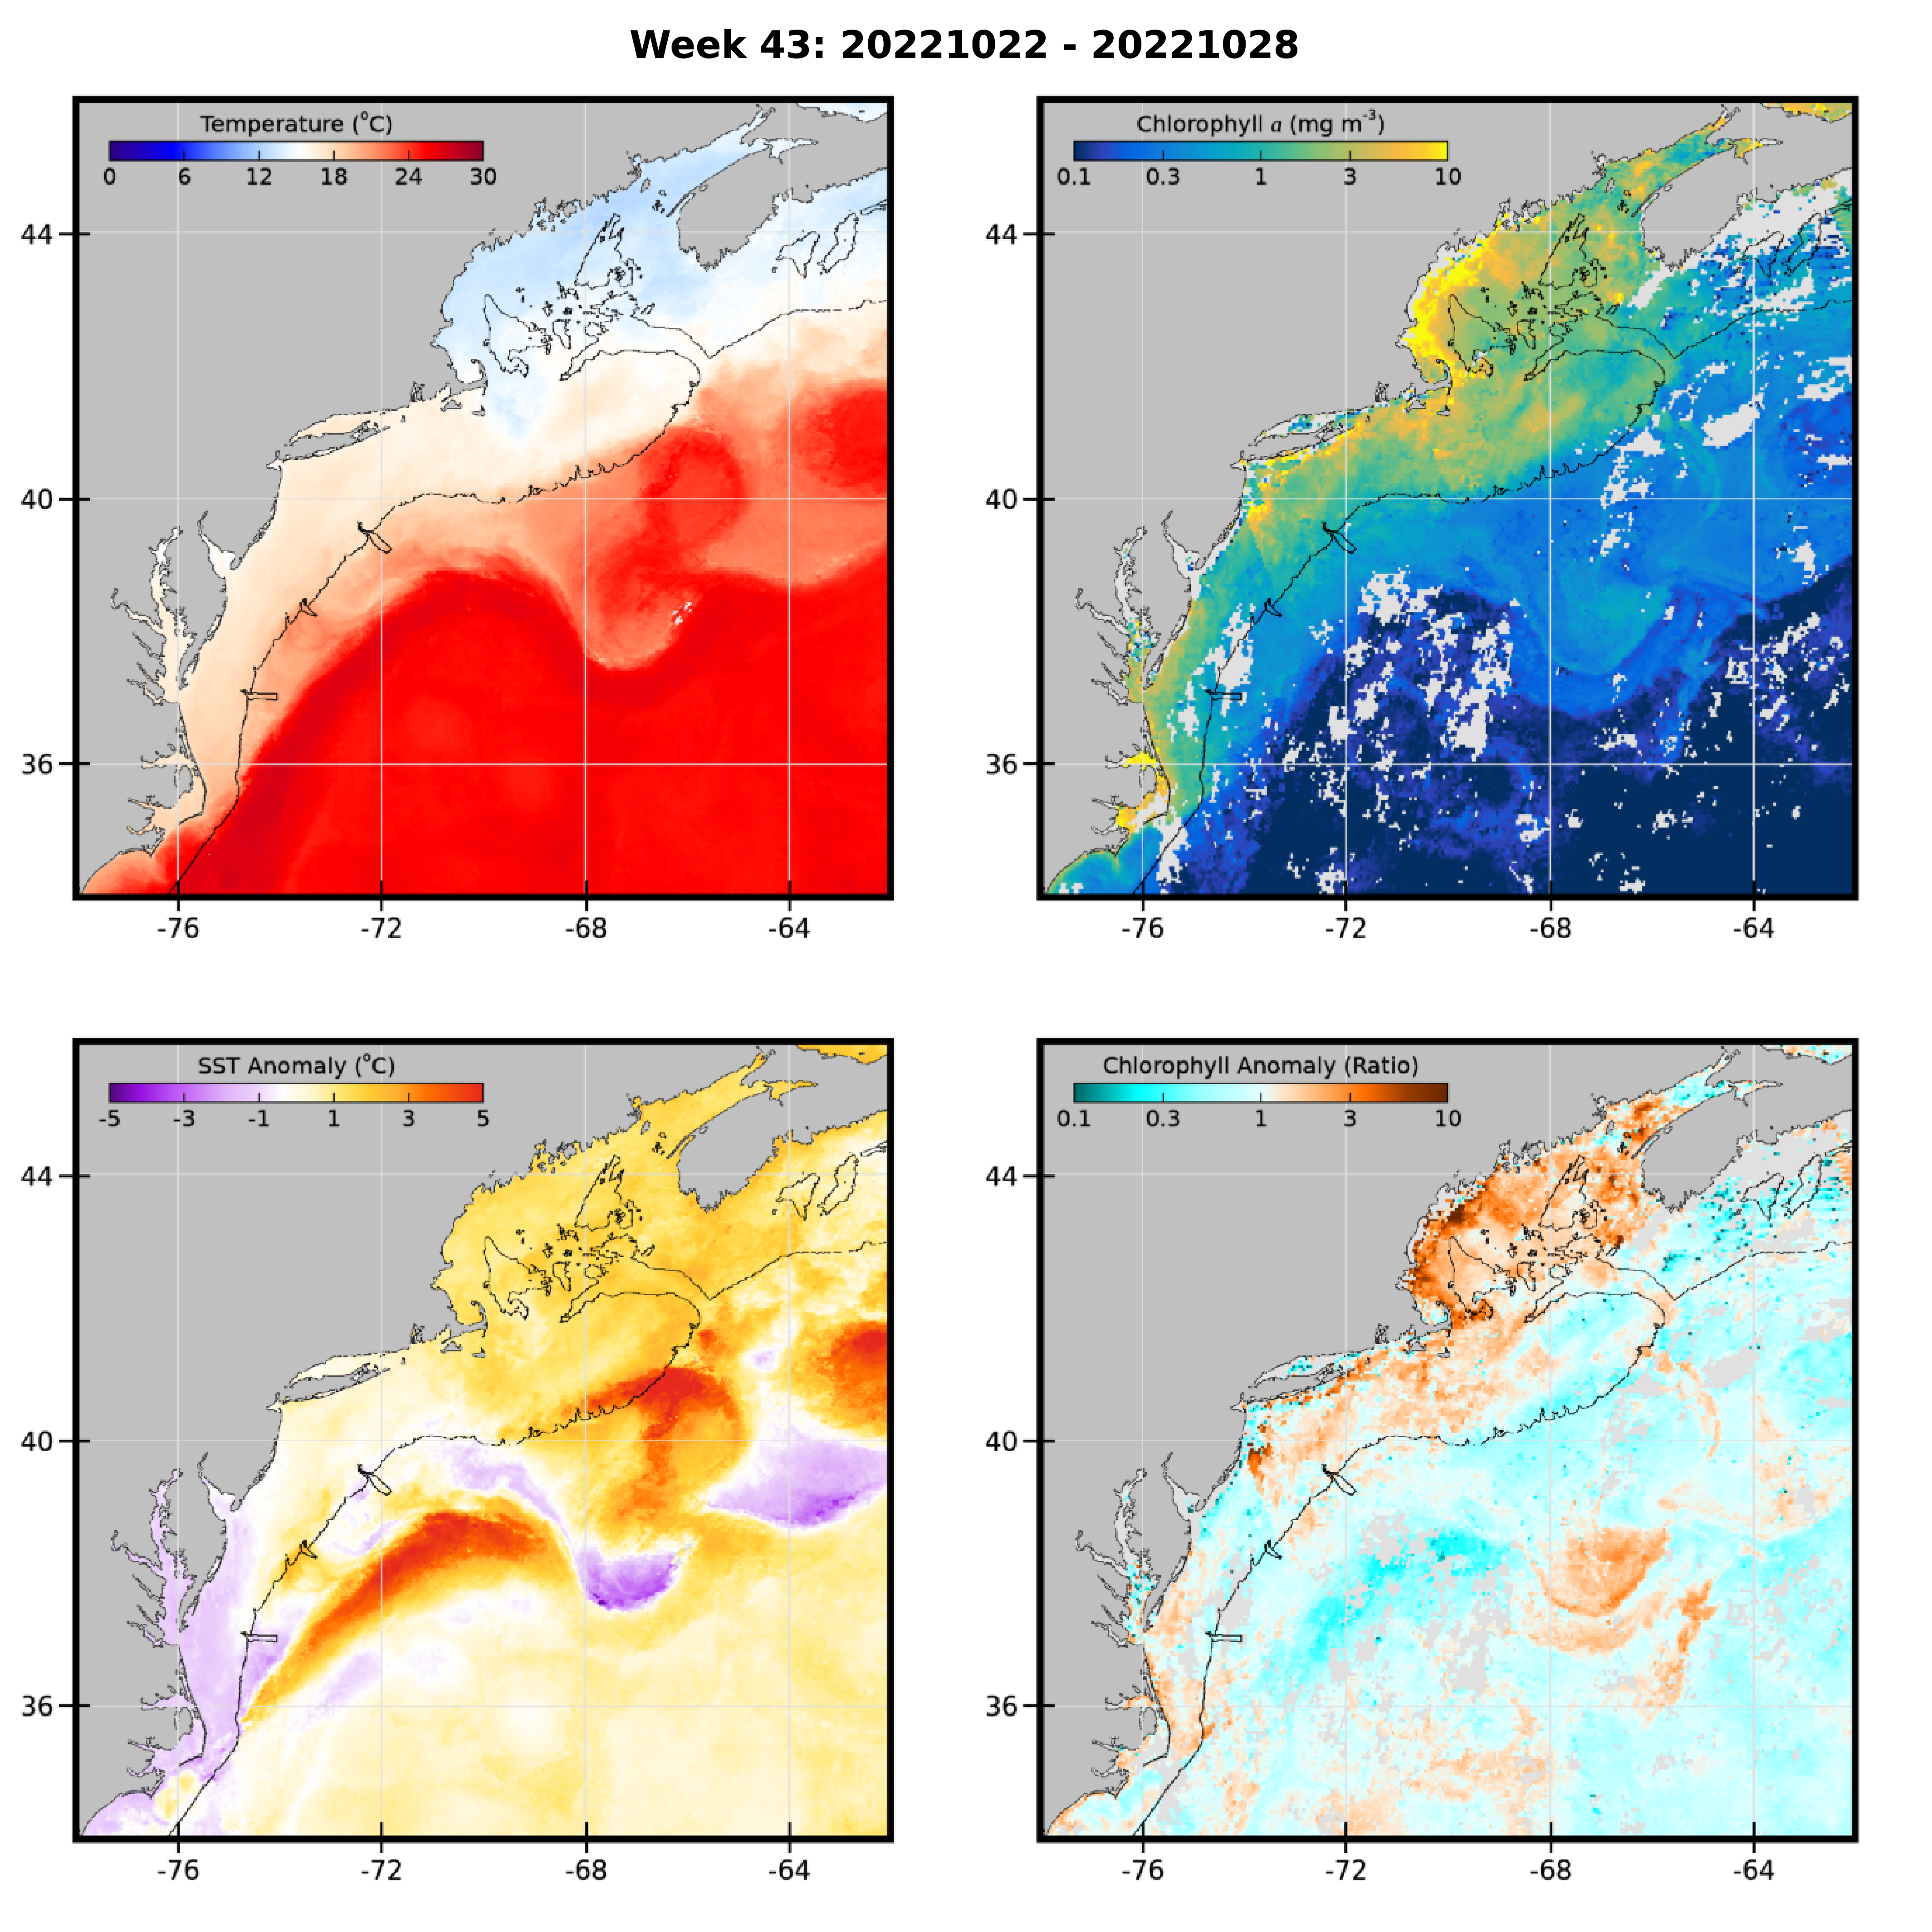 Week 43: 20221022 - 20221028
Temperature (°C)
0 6 12 18 24 30
44
40
36
-76 -72 -68 -64
Chlorophyll a (mg m⁻³)
0.1 0.3 1 3 10
44
40
36
-76 -72 -68 -64
SST Anomaly (°C)
-5 -3 -1 1 3 5
44
40
36
-76 -72 -68 -64
Chlorophyll Anomaly (Ratio)
0.1 0.3 1 3 10
44
40
36
-76 -72 -68 -64